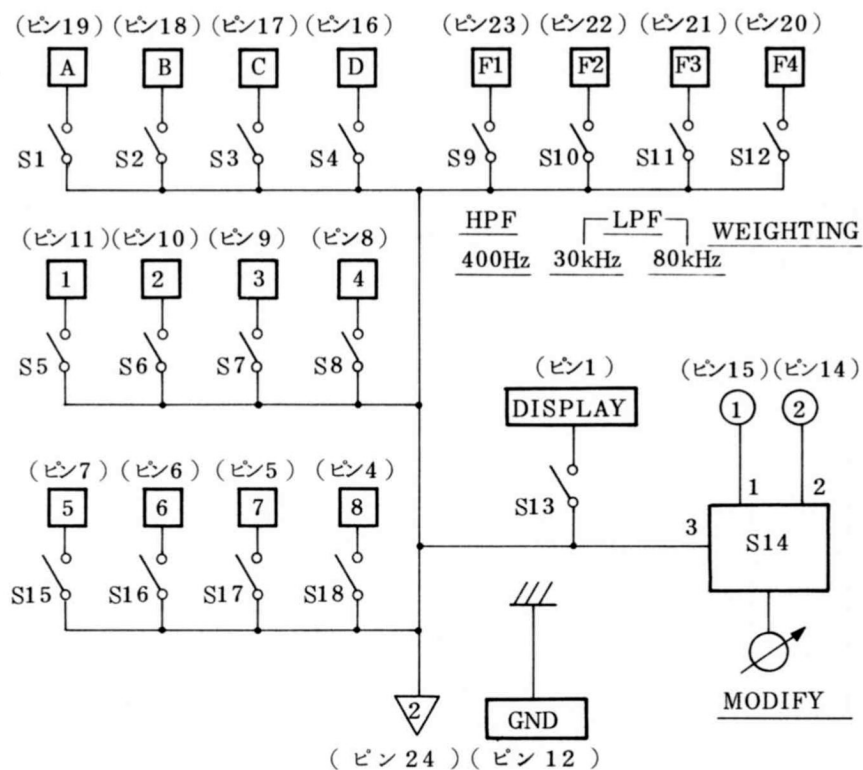 (ピン19) (ピン18) (ピン17) (ピン16) (ピン23) (ピン22) (ピン21) (ピン20)
A B C D F1 F2 F3 F4
S1 S2 S3 S4 S9 S10 S11 S12
HPF LPF WEIGHTING
400Hz 30kHz 80kHz
(ピン11) (ピン10) (ピン9) (ピン8)
1 2 3 4
S5 S6 S7 S8
(ピン1) (ピン15) (ピン14)
DISPLAY 1 2
(ピン7) (ピン6) (ピン5) (ピン4)
5 6 7 8
S13 1 2
3 S14
S15 S16 S17 S18
MODIFY
2 GND
(ピン24) (ピン12)